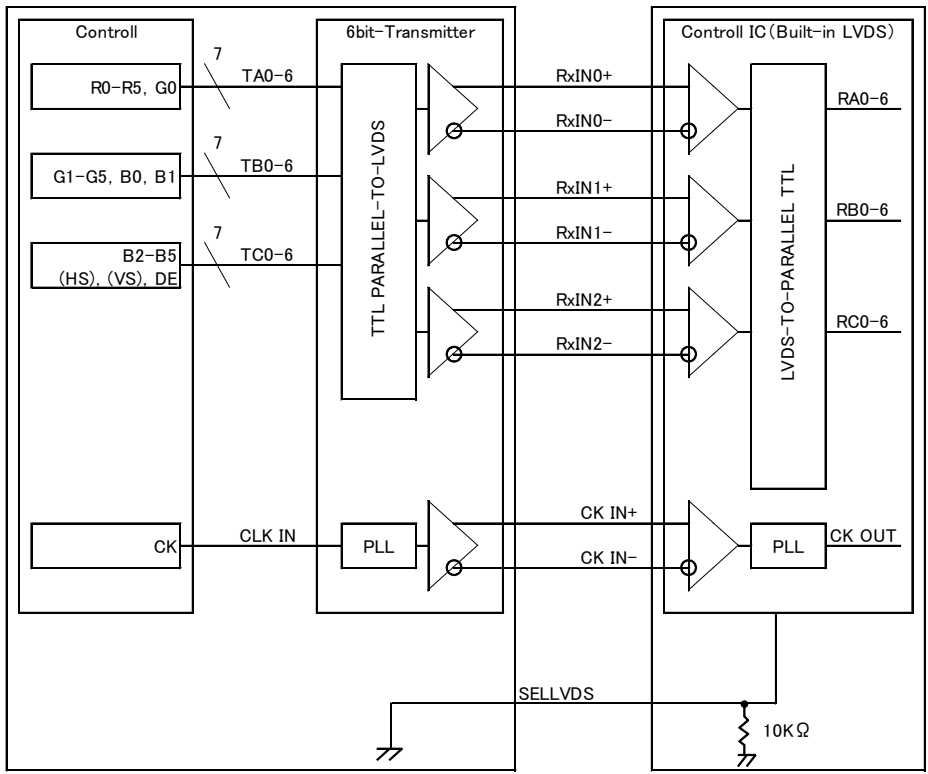 Controll
6bit-Transmitter
Controll IC(Built-in LVDS)
R0-R5, G0
7
TA0-6
RxIN0+
RxIN0-
RA0-6
G1-G5, B0, B1
7
TB0-6
RxIN1+
RxIN1-
RB0-6
B2-B5
(HS), (VS), DE
7
TC0-6
RxIN2+
RxIN2-
RC0-6
TTL PARALLEL-TO-LVDS
LVDS-TO-PARALLEL TTL
CK
CLK IN
PLL
CK IN+
CK IN-
PLL
CK OUT
SELLVDS
10KΩ